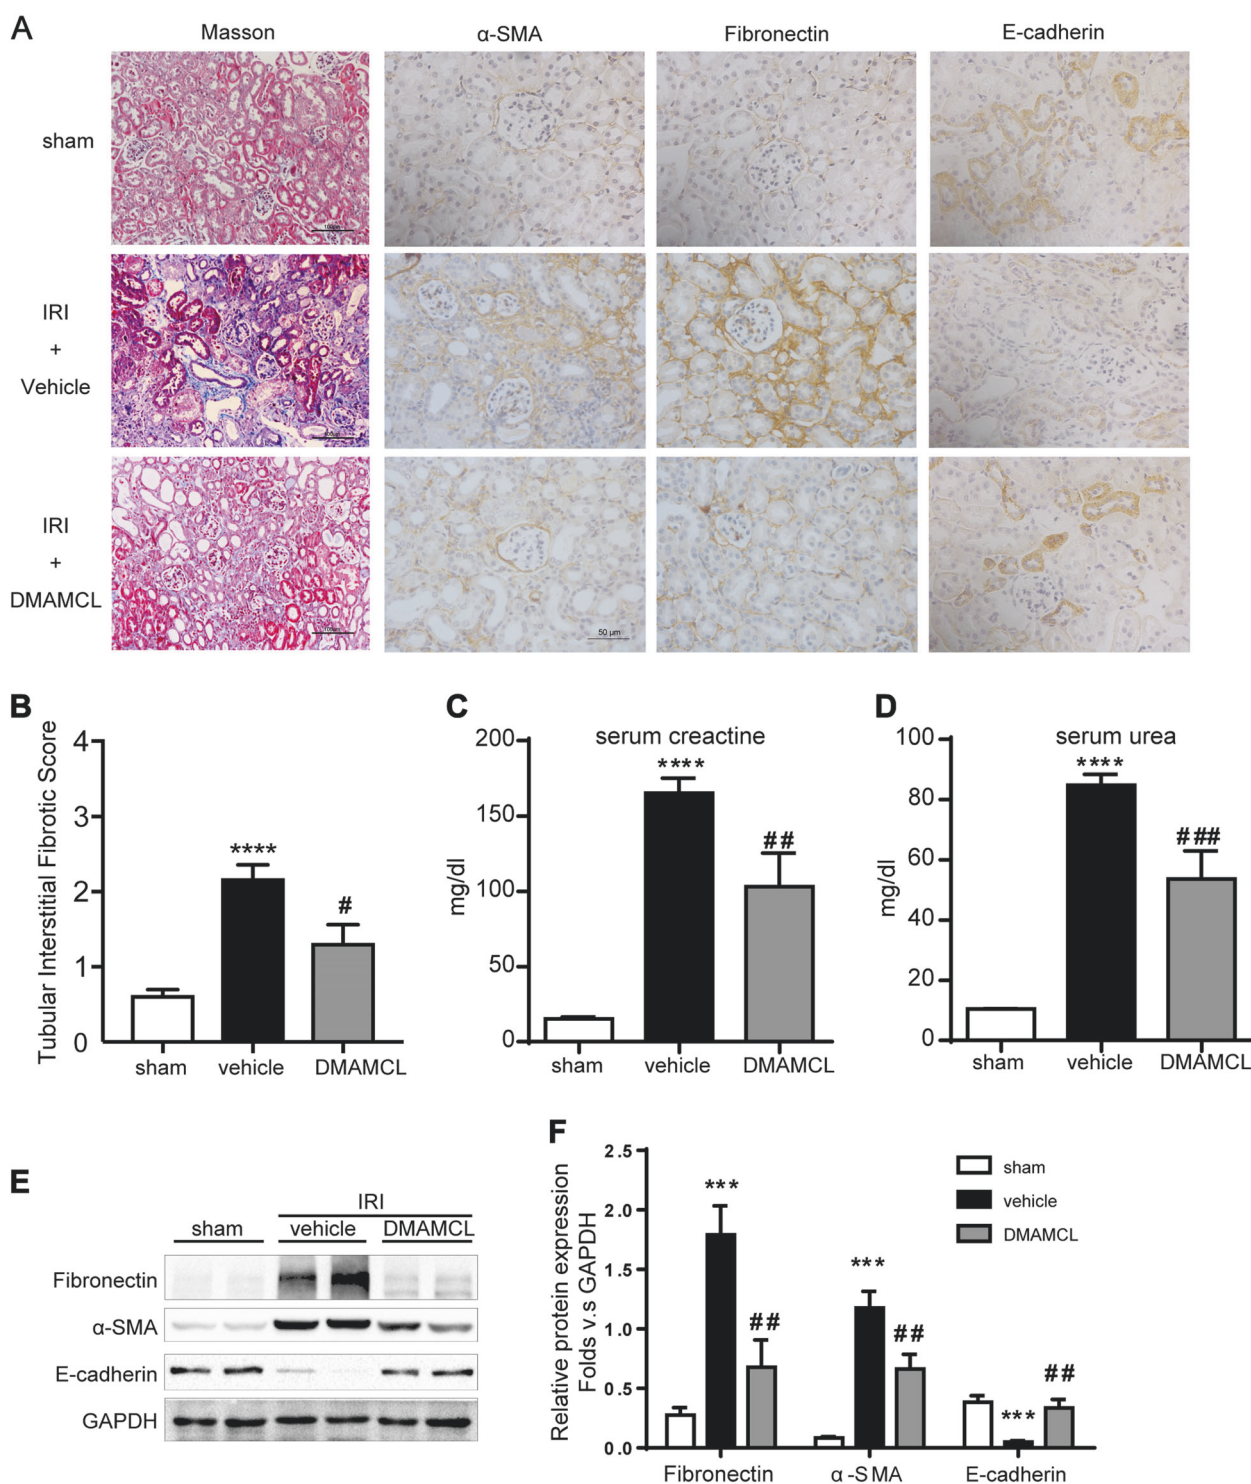 A
Masson
α-SMA
Fibronectin
E-cadherin
sham
100µm
IRI
+
Vehicle
100µm
IRI
+
DMAMCL
100µm
50 µm
B
Tubular Interstitial Fibrotic Score
4
3
2
1
0
****
#
sham
vehicle
DMAMCL
C
serum creactine
mg/dl
200
150
100
50
0
****
##
sham
vehicle
DMAMCL
D
serum urea
mg/dl
100
80
60
40
20
0
****
###
sham
vehicle
DMAMCL
E
IRI
sham
vehicle
DMAMCL
Fibronectin
α-SMA
E-cadherin
GAPDH
F
Relative protein expression
Folds v.s GAPDH
2.5
2.0
1.5
1.0
0.5
0.0
***
##
***
##
***
##
sham
vehicle
DMAMCL
Fibronectin
α-SMA
E-cadherin